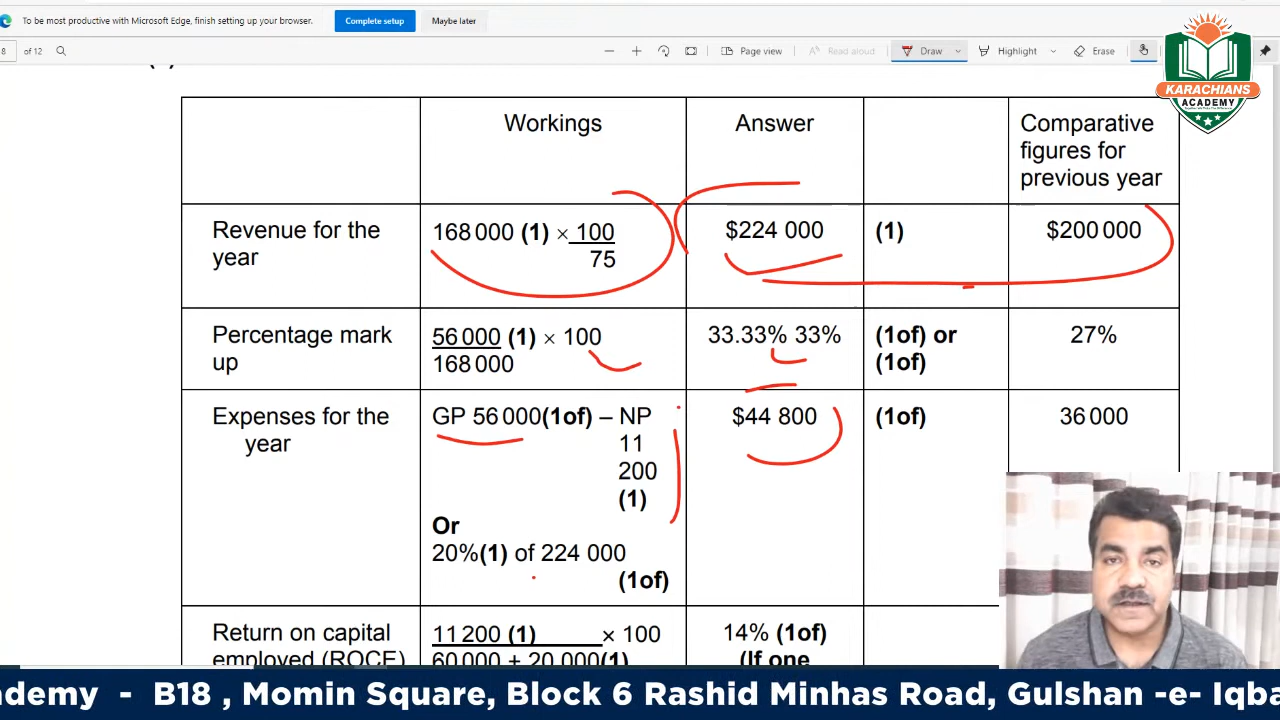 To be most productive with Microsoft Edge, finish setting up your browser.
Complete setup
Maybe later
8
of 12
Page view
Read aloud
Draw
Highlight
Erase
KARACHIANS
ACADEMY
Workings
Answer
Comparative
figures for
previous year
Revenue for the
year
168 000 (1) × 100
75
$224 000
(1)
$200 000
Percentage mark
up
56 000 (1) × 100
168 000
33.33% 33%
(1of) or
(1of)
27%
Expenses for the
year
GP 56 000(1of) – NP
11
200
(1)
Or
20%(1) of 224 000
(1of)
$44 800
(1of)
36 000
Return on capital
employed (ROCE)
11 200 (1) × 100
60 000 + 20 000(1)
14% (1of)
(If one
ademy - B18 , Momin Square, Block 6 Rashid Minhas Road, Gulshan -e- Iqba